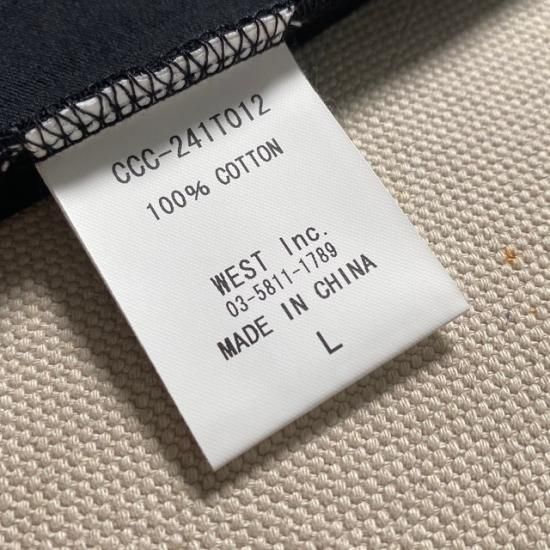 CCC-241T012
100% COTTON
WEST Inc.
03-5811-1789
MADE IN CHINA
L